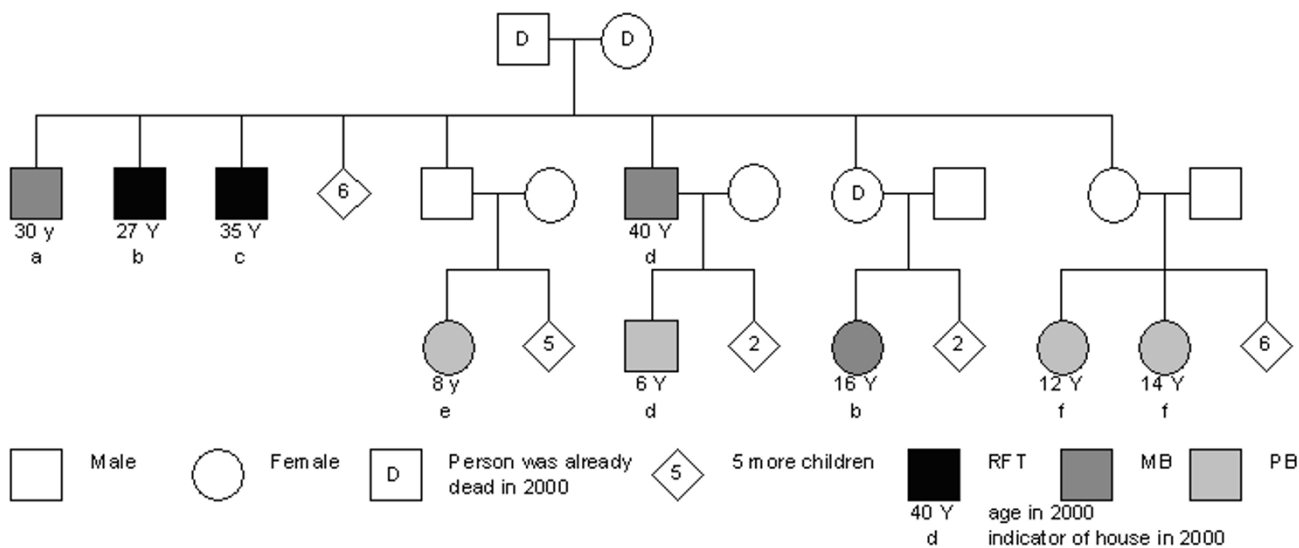 D D
6 D
30 y 27 Y 35 Y 40 Y
a b c d
5 2 2 6
8 y 6 Y 16 Y 12 Y 14 Y
e d b f f
Male Female D Person was already 5 5 more children RFT MB PB
dead in 2000
40 Y age in 2000
d indicator of house in 2000